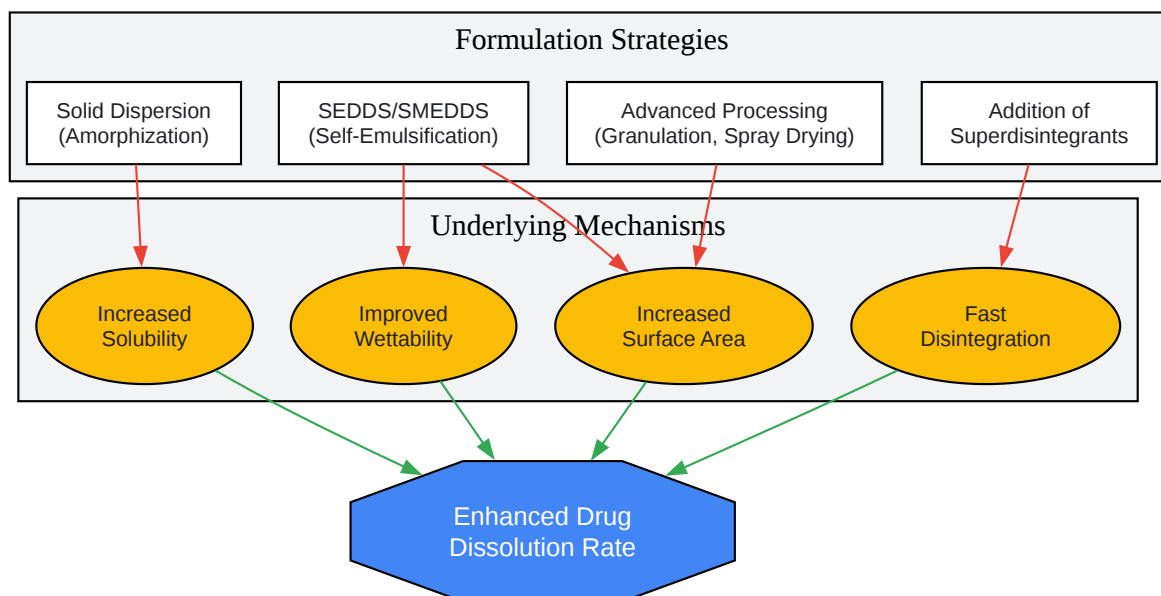 Formulation Strategies
Solid Dispersion
(Amorphization)
SEDDS/SMEDDS
(Self-Emulsification)
Advanced Processing
(Granulation, Spray Drying)
Addition of
Superdisintegrants
Underlying Mechanisms
Increased
Solubility
Improved
Wettability
Increased
Surface Area
Fast
Disintegration
Enhanced Drug
Dissolution Rate